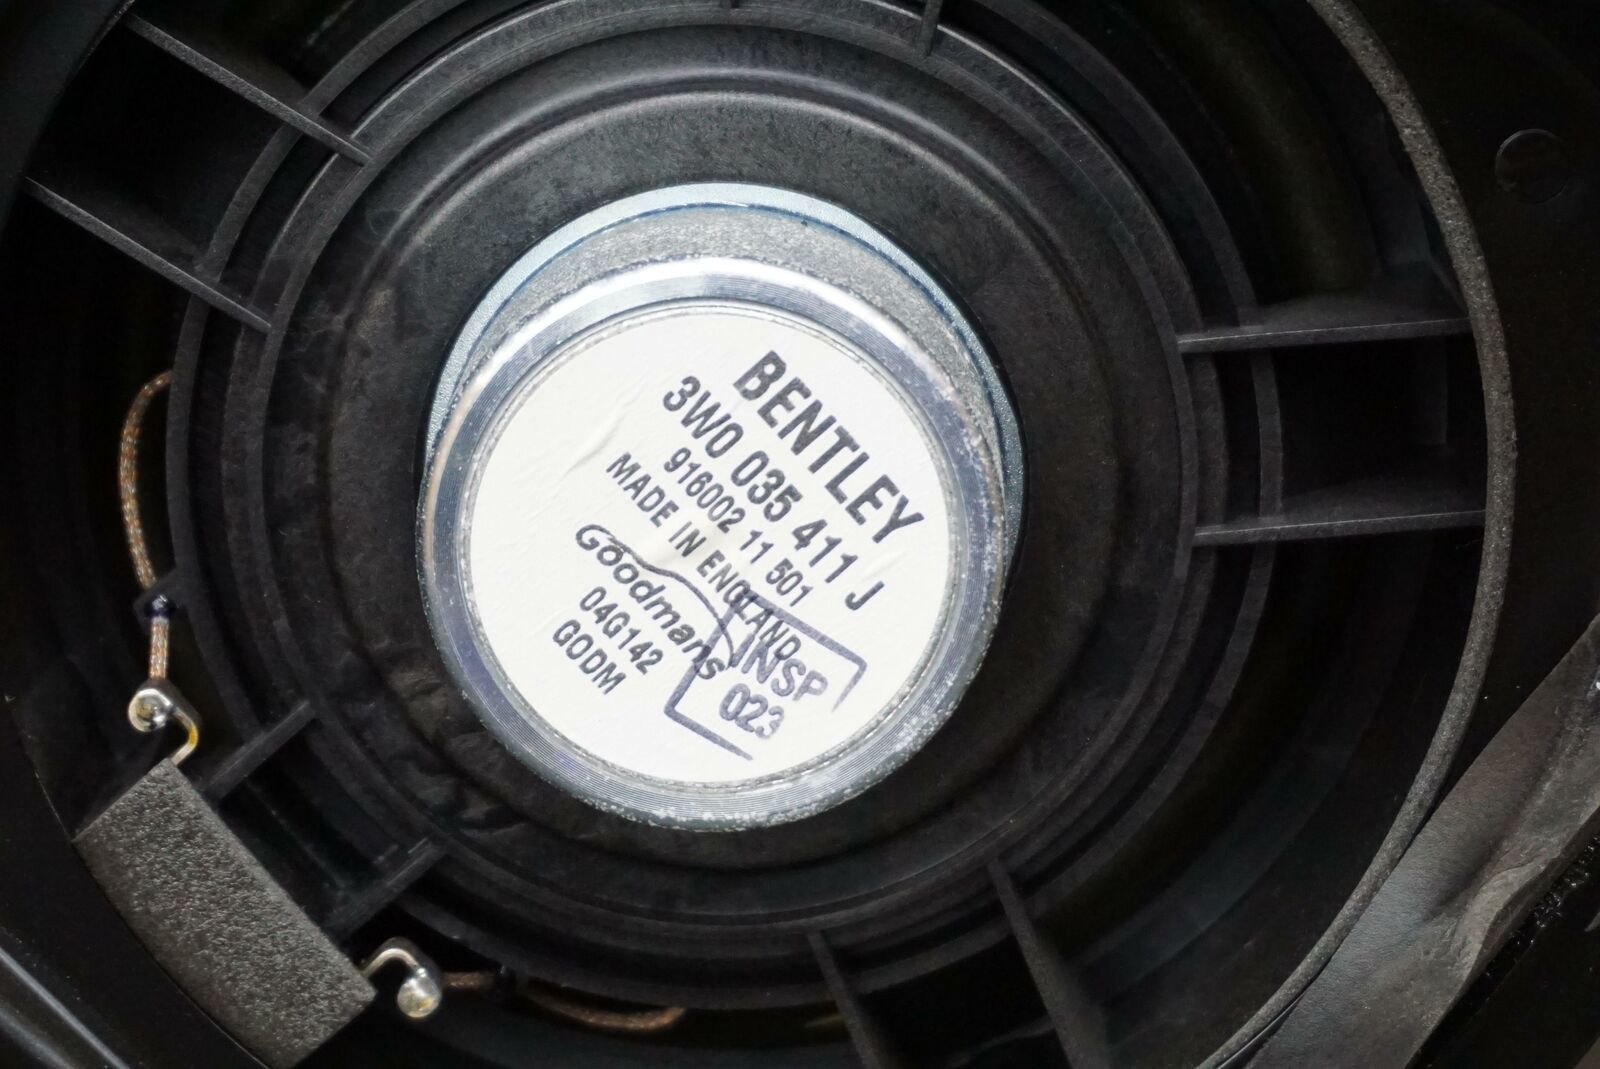 BENTLEY
3W0 035 411 J
916002 11 501
MADE IN ENGLAND
Goodmans
04G142
GODM
INSP
023